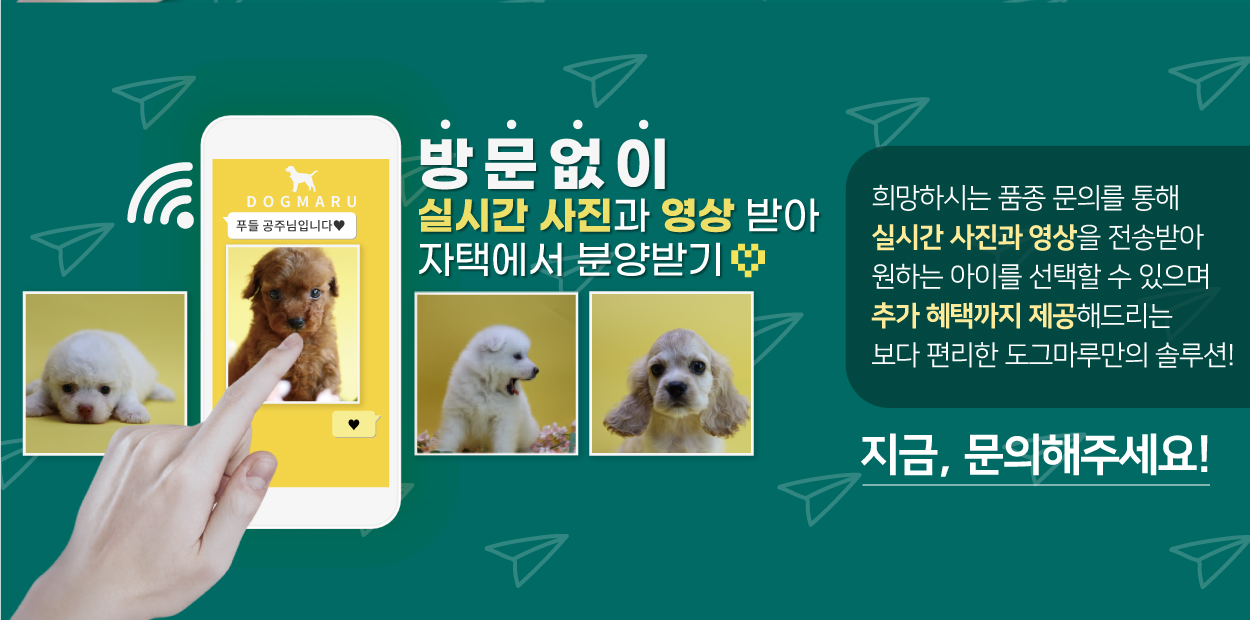 DOGMARU
푸들 공주님입니다♥
♥
방문없이
실시간 사진과 영상 받아
자택에서 분양받기
희망하시는 품종 문의를 통해
실시간 사진과 영상을 전송받아
원하는 아이를 선택할 수 있으며
추가 혜택까지 제공해드리는
보다 편리한 도그마루만의 솔루션!
지금, 문의해주세요!